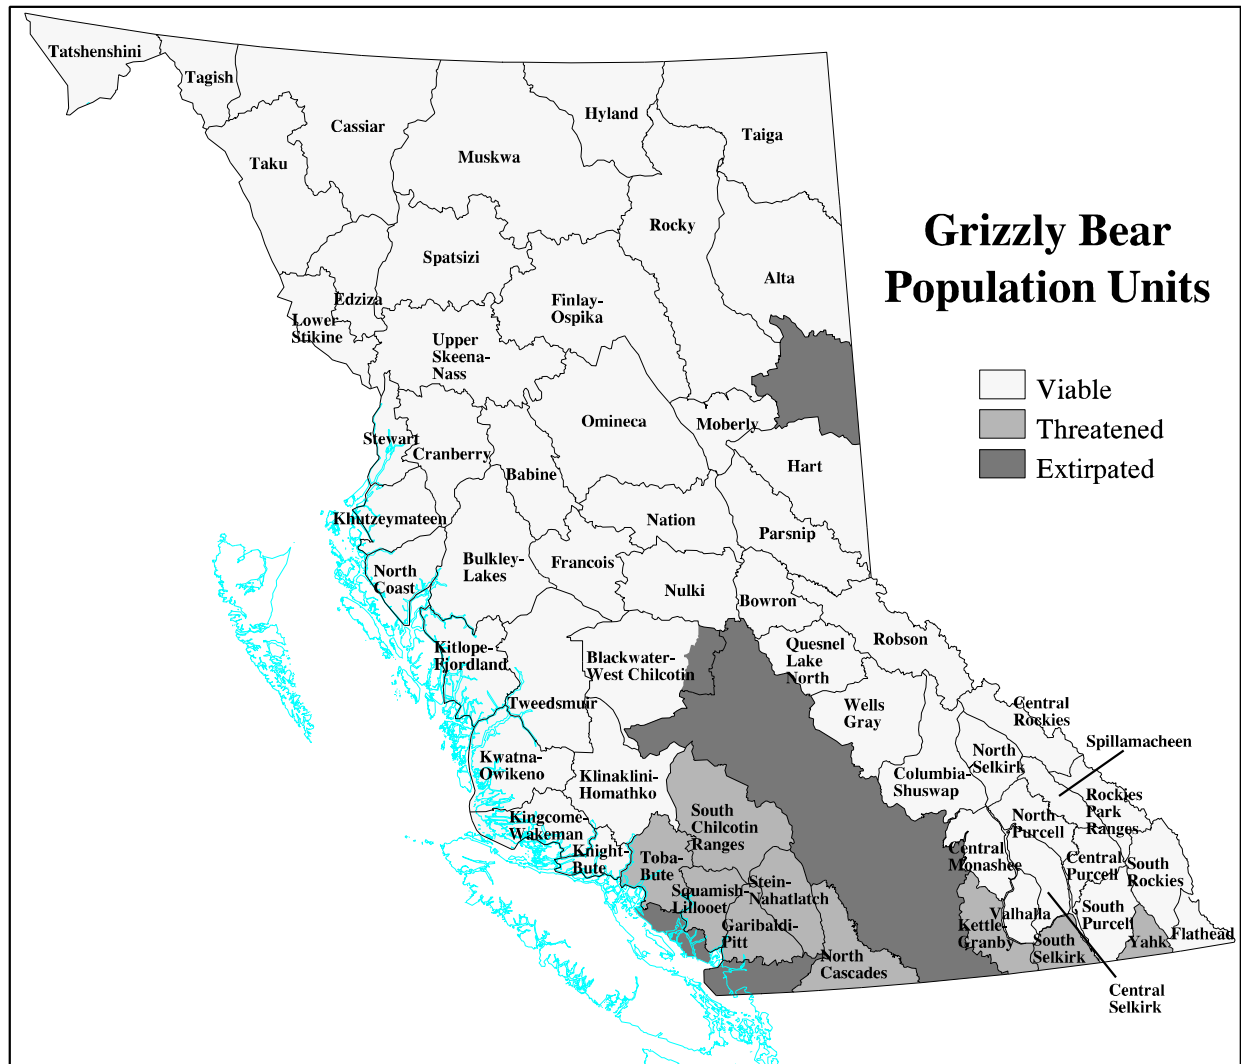 Tatshenshini
Tagish
Cassiar
Hyland
Taiga
Taku
Muskwa
Rocky
Grizzly Bear
Population Units
Spatsizi
Alta
Edziza
Finlay-
Ospika
Lower
Stikine
Upper
Skeena-
Nass
Viable
Threatened
Extirpated
Omineca
Moberly
Stewart
Cranberry
Babine
Hart
Khutzeymateen
Nation
Parsnip
North
Coast
Bulkley-
Lakes
Francois
Nulki
Bowron
Kitlope-
Fjordland
Blackwater-
West Chilcotin
Quesnel
Lake
North
Robson
Tweedsmuir
Wells
Gray
Central
Rockies
Kwatna-
Owikeno
Klinaklini-
Homathko
Columbia-
Shuswap
North
Selkirk
Spillamacheen
Rockies
Park
Ranges
Kingcome-
Wakeman
South
Chilcotin
Ranges
North
Purcell
Knight-
Bute
Toba-
Bute
Central
Monashee
Central
Purcell
South
Rockies
Squamish-
Lillooet
Stein-
Nahatlatch
Garibaldi-
Pitt
Kettle-
Granby
Valhalla
South
Purcell
North
Cascades
South
Selkirk
Yahk
Flathead
Central
Selkirk